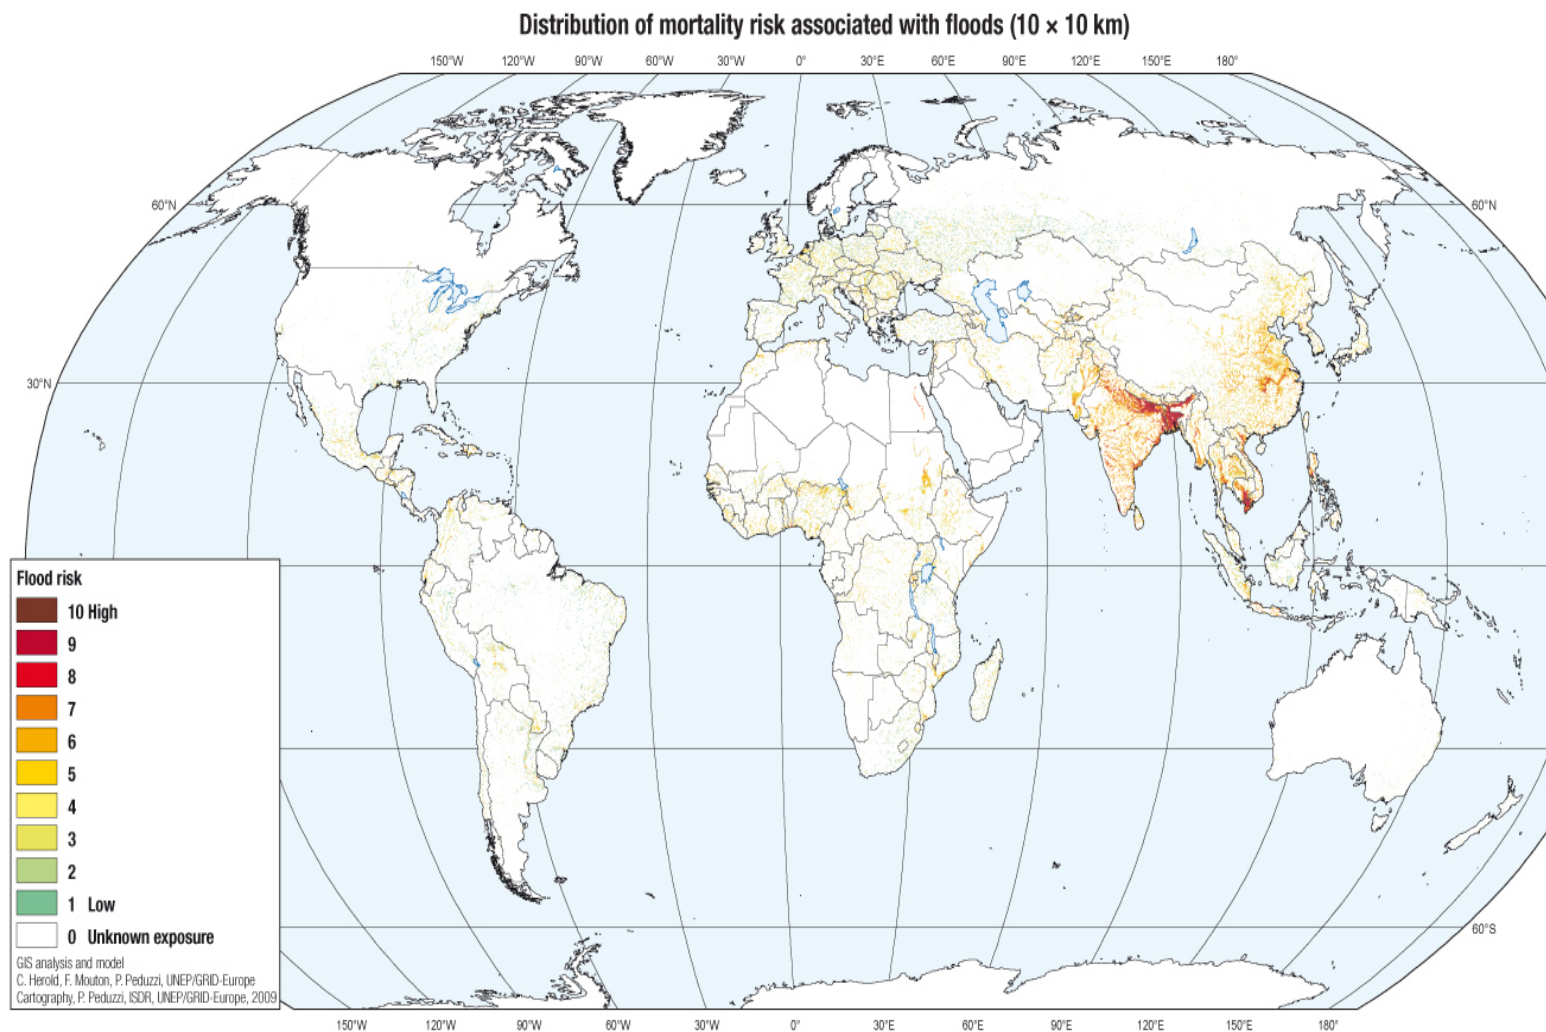 Distribution of mortality risk associated with floods (10 × 10 km)
150°W 120°W 90°W 60°W 30°W 0° 30°E 60°E 90°E 120°E 150°E 180°
60°N 60°N
30°N
Flood risk
10 High
9
8
7
6
5
4
3
2
1 Low
0 Unknown exposure
60°S
GIS analysis and model
C. Herold, F. Mouton, P. Peduzzi, UNEP/GRID-Europe
Cartography, P. Peduzzi, ISDR, UNEP/GRID-Europe, 2009
150°W 120°W 90°W 60°W 30°W 0° 30°E 60°E 90°E 120°E 150°E 180°